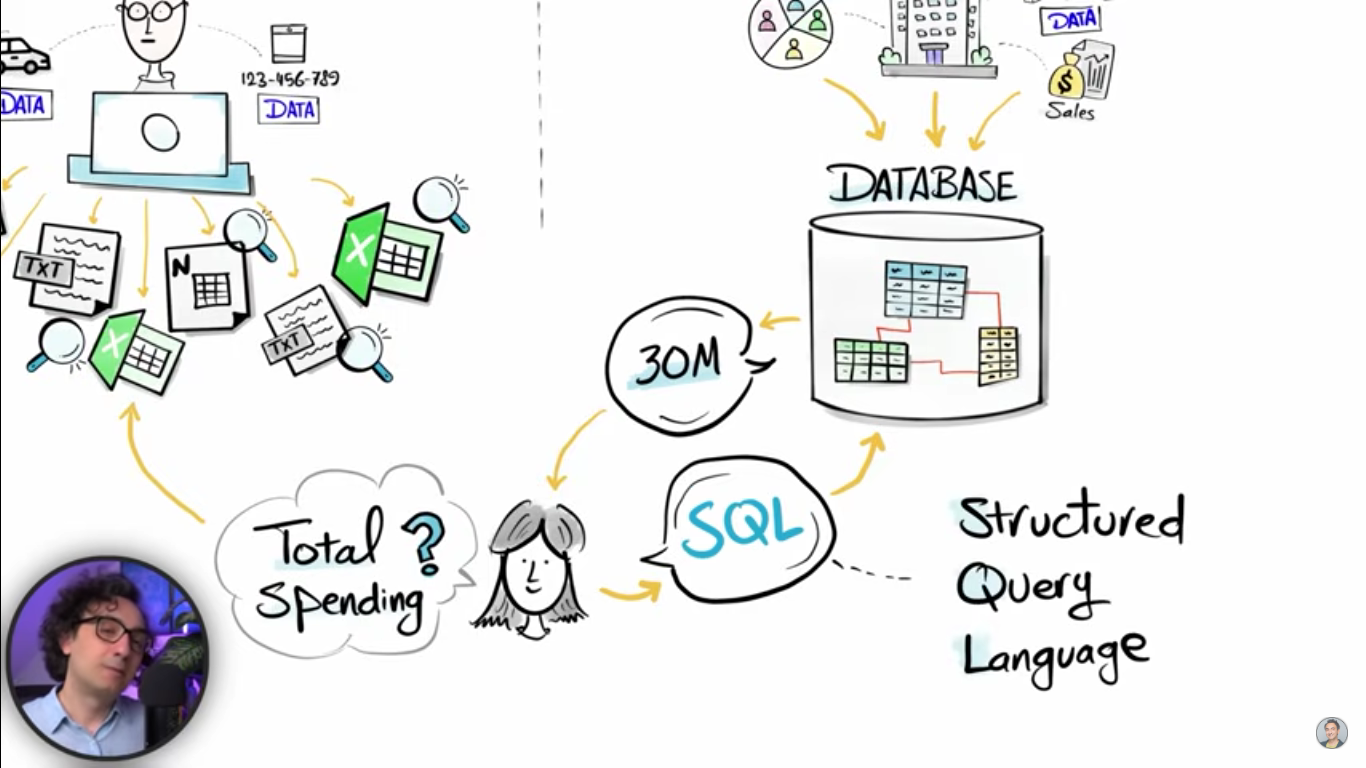 DATA
123-456-789
DATA
DATA
$
Sales
DATABASE
TXT
N
X
X
TXT
30M
Total ?
Spending
SQL
Structured
Query
Language